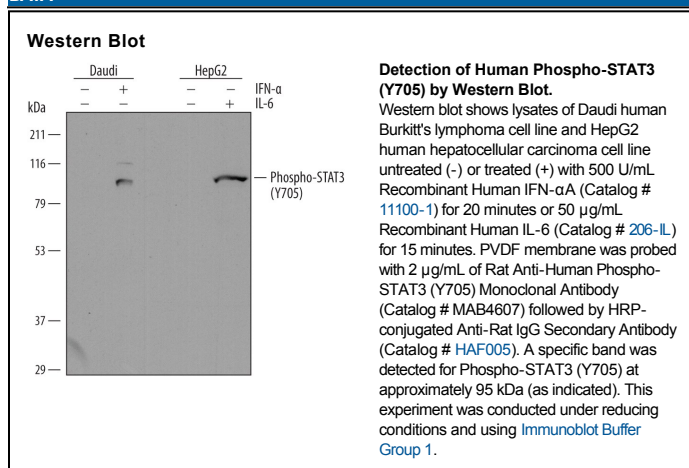 Western Blot
Daudi HepG2
− + − − IFN-α
− − − + IL-6
kDa
211
116
Phospho-STAT3
(Y705)
79
53
37
29
Detection of Human Phospho-STAT3
(Y705) by Western Blot.
Western blot shows lysates of Daudi human
Burkitt's lymphoma cell line and HepG2
human hepatocellular carcinoma cell line
untreated (-) or treated (+) with 500 U/mL
Recombinant Human IFN-αA (Catalog #
11100-1) for 20 minutes or 50 µg/mL
Recombinant Human IL-6 (Catalog # 206-IL)
for 15 minutes. PVDF membrane was probed
with 2 µg/mL of Rat Anti-Human Phospho-
STAT3 (Y705) Monoclonal Antibody
(Catalog # MAB4607) followed by HRP-
conjugated Anti-Rat IgG Secondary Antibody
(Catalog # HAF005). A specific band was
detected for Phospho-STAT3 (Y705) at
approximately 95 kDa (as indicated). This
experiment was conducted under reducing
conditions and using Immunoblot Buffer
Group 1.